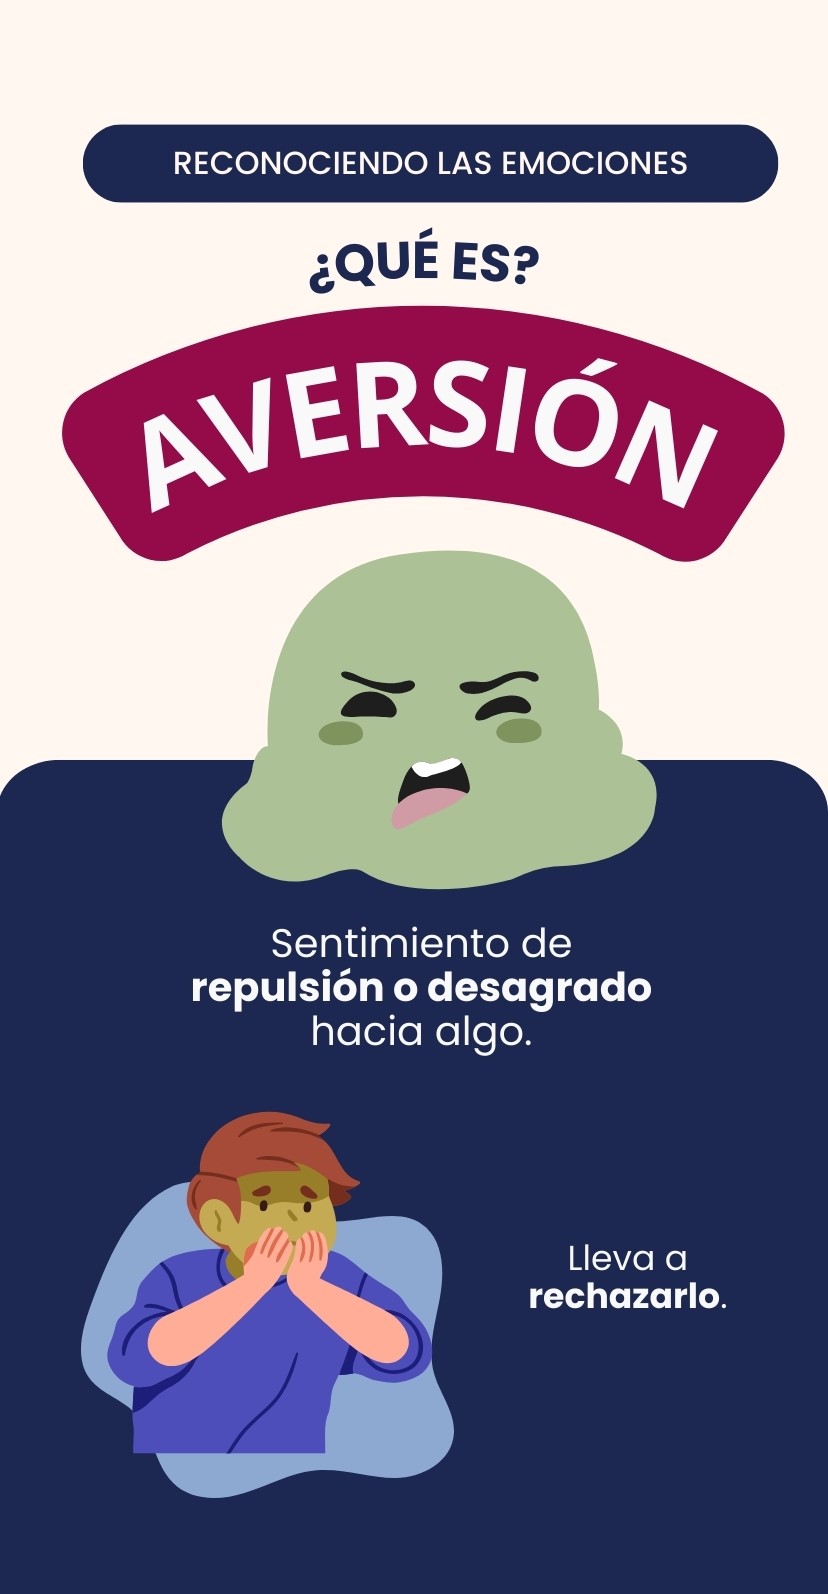 RECONOCIENDO LAS EMOCIONES
¿QUÉ ES?
AVERSIÓN
Sentimiento de
repulsión o desagrado
hacia algo.
Lleva a
rechazarlo.